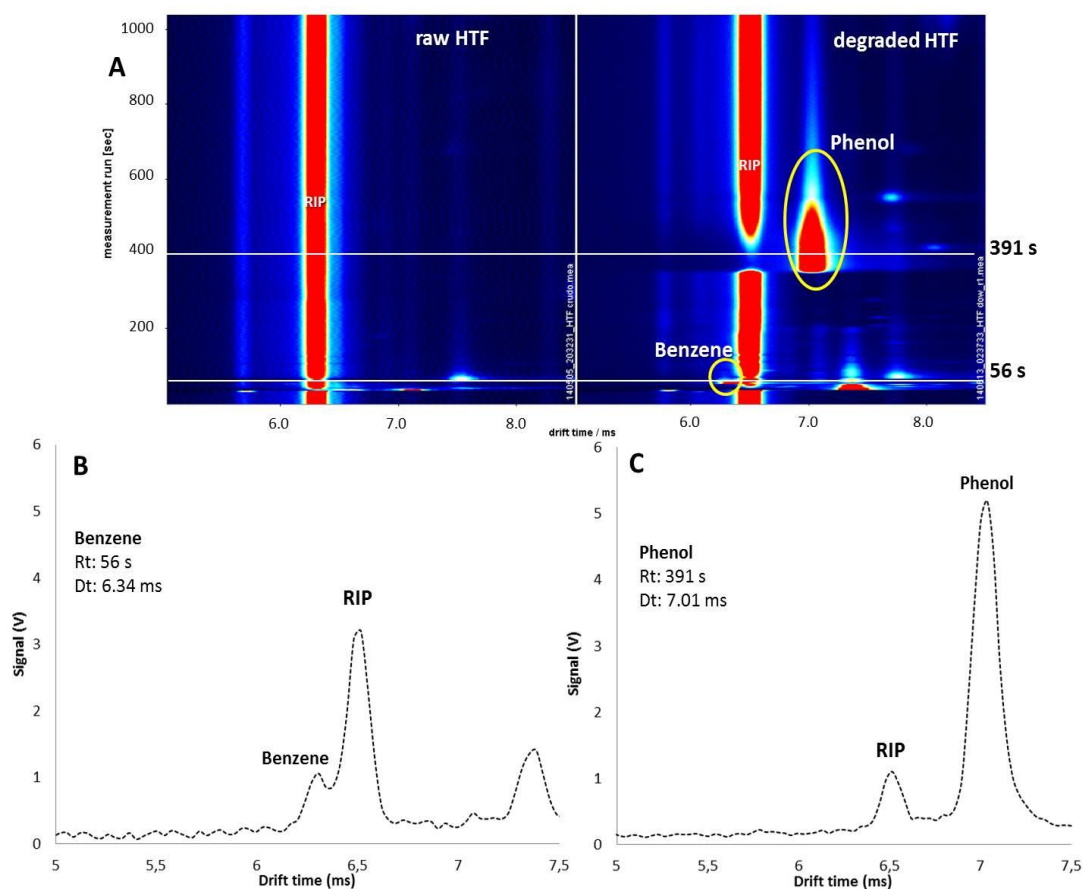 A
raw HTF
degraded HTF
1040
800
600
400
200
measurement run [sec]
RIP
RIP
Phenol
Benzene
391 s
56 s
140505_203231_HTF crudo.mea
140613_023733_HTF dow_r1.mea
6.0
7.0
8.0
6.0
7.0
8.0
drift time / ms
B
Benzene
Rt: 56 s
Dt: 6.34 ms
RIP
Benzene
6
5
4
3
2
1
0
Signal (V)
5
5,5
6
6,5
7
7,5
Drift time (ms)
C
Phenol
Phenol
Rt: 391 s
Dt: 7.01 ms
RIP
6
5
4
3
2
1
0
Signal (V)
5
5,5
6
6,5
7
7,5
Drift time (ms)